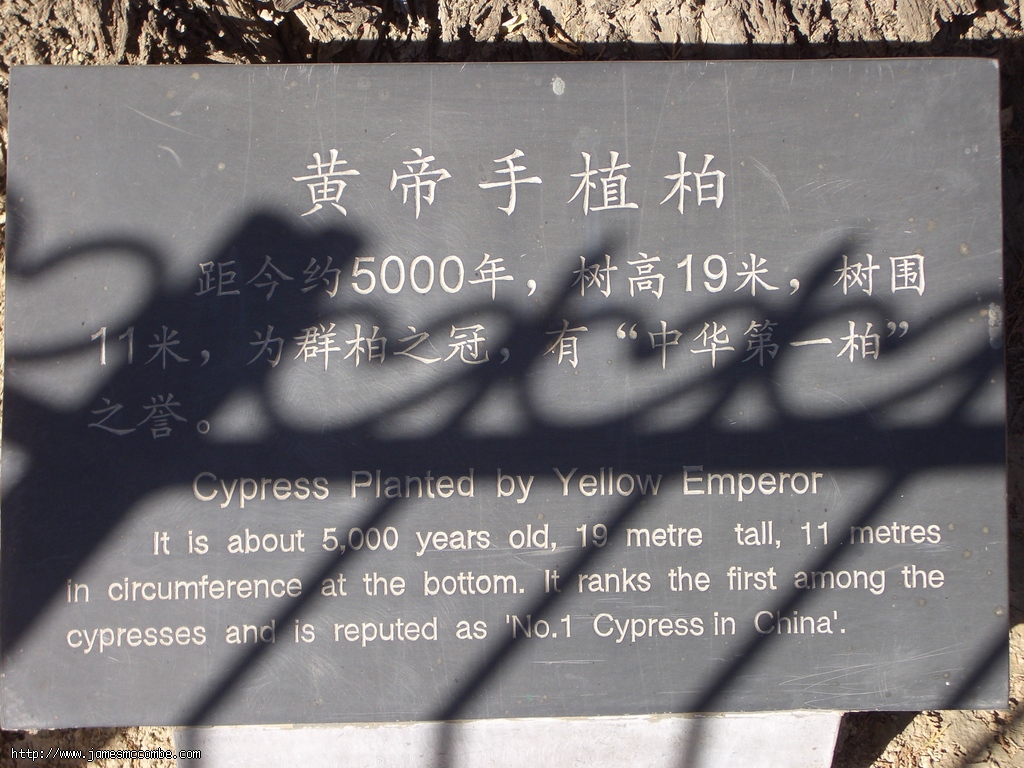 黄帝手植柏
距今约5000年，树高19米，树围
11米，为群柏之冠，有“中华第一柏”
之誉。
Cypress Planted by Yellow Emperor
It is about 5,000 years old, 19 metre tall, 11 metres
in circumference at the bottom. It ranks the first among the
cypresses and is reputed as 'No.1 Cypress in China'.
http://www.jamesmccombe.com